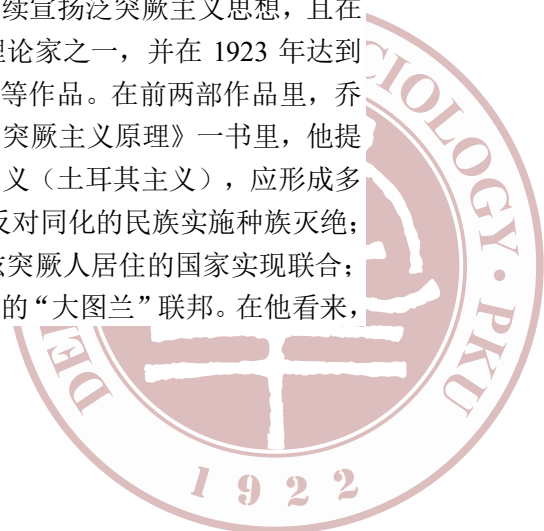 续宣扬泛突厥主义思想，且在
理论家之一，并在 1923 年达到
等作品。在前两部作品里，乔
突厥主义原理》一书里，他提
义（土耳其主义），应形成多
反对同化的民族实施种族灭绝；
突厥人居住的国家实现联合；
的“大图兰”联邦。在他看来，
CIOLOGY · PKU
DE
1922